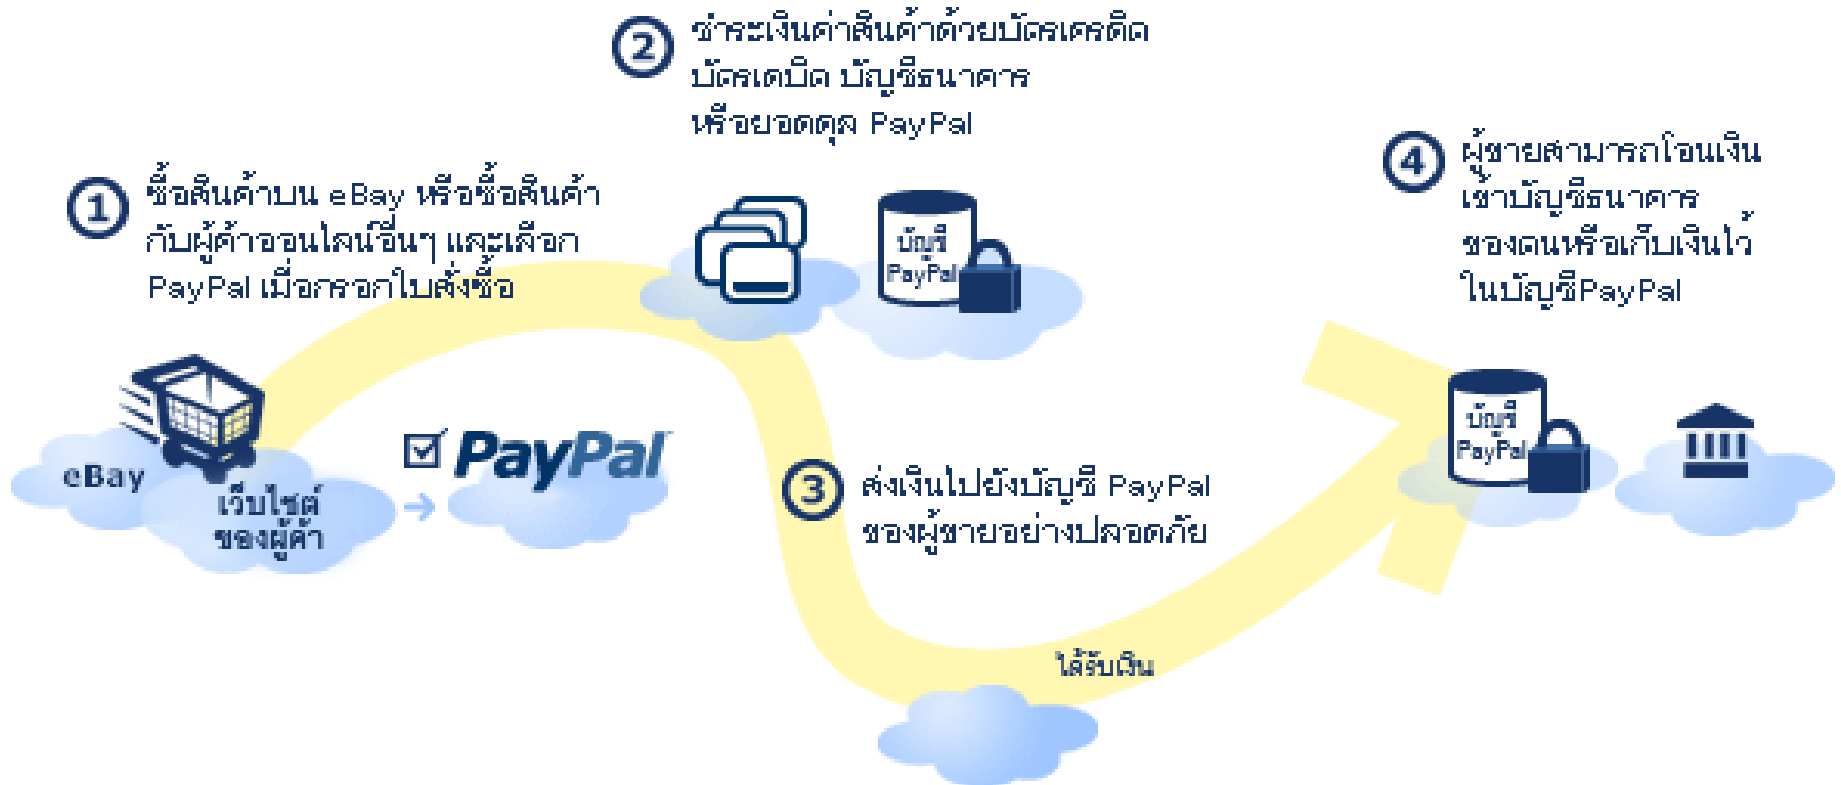 1
ซื้อสินค้าบน eBay หรือซื้อสินค้า
กับผู้ค้าออนไลน์อื่นๆ และเลือก
PayPal เมื่อกรอกใบสั่งซื้อ
eBay
เว็บไซต์
ของผู้ค้า
PayPal
2
ชำระเงินค่าสินค้าด้วยบัตรเครดิต
บัตรเดบิต บัญชีธนาคาร
หรือยอดดุล PayPal
บัญชี
PayPal
3
ส่งเงินไปยังบัญชี PayPal
ของผู้ขายอย่างปลอดภัย
ได้รับเงิน
4
ผู้ขายสามารถโอนเงิน
เข้าบัญชีธนาคาร
ของตนหรือเก็บเงินไว้
ในบัญชีPayPal
บัญชี
PayPal